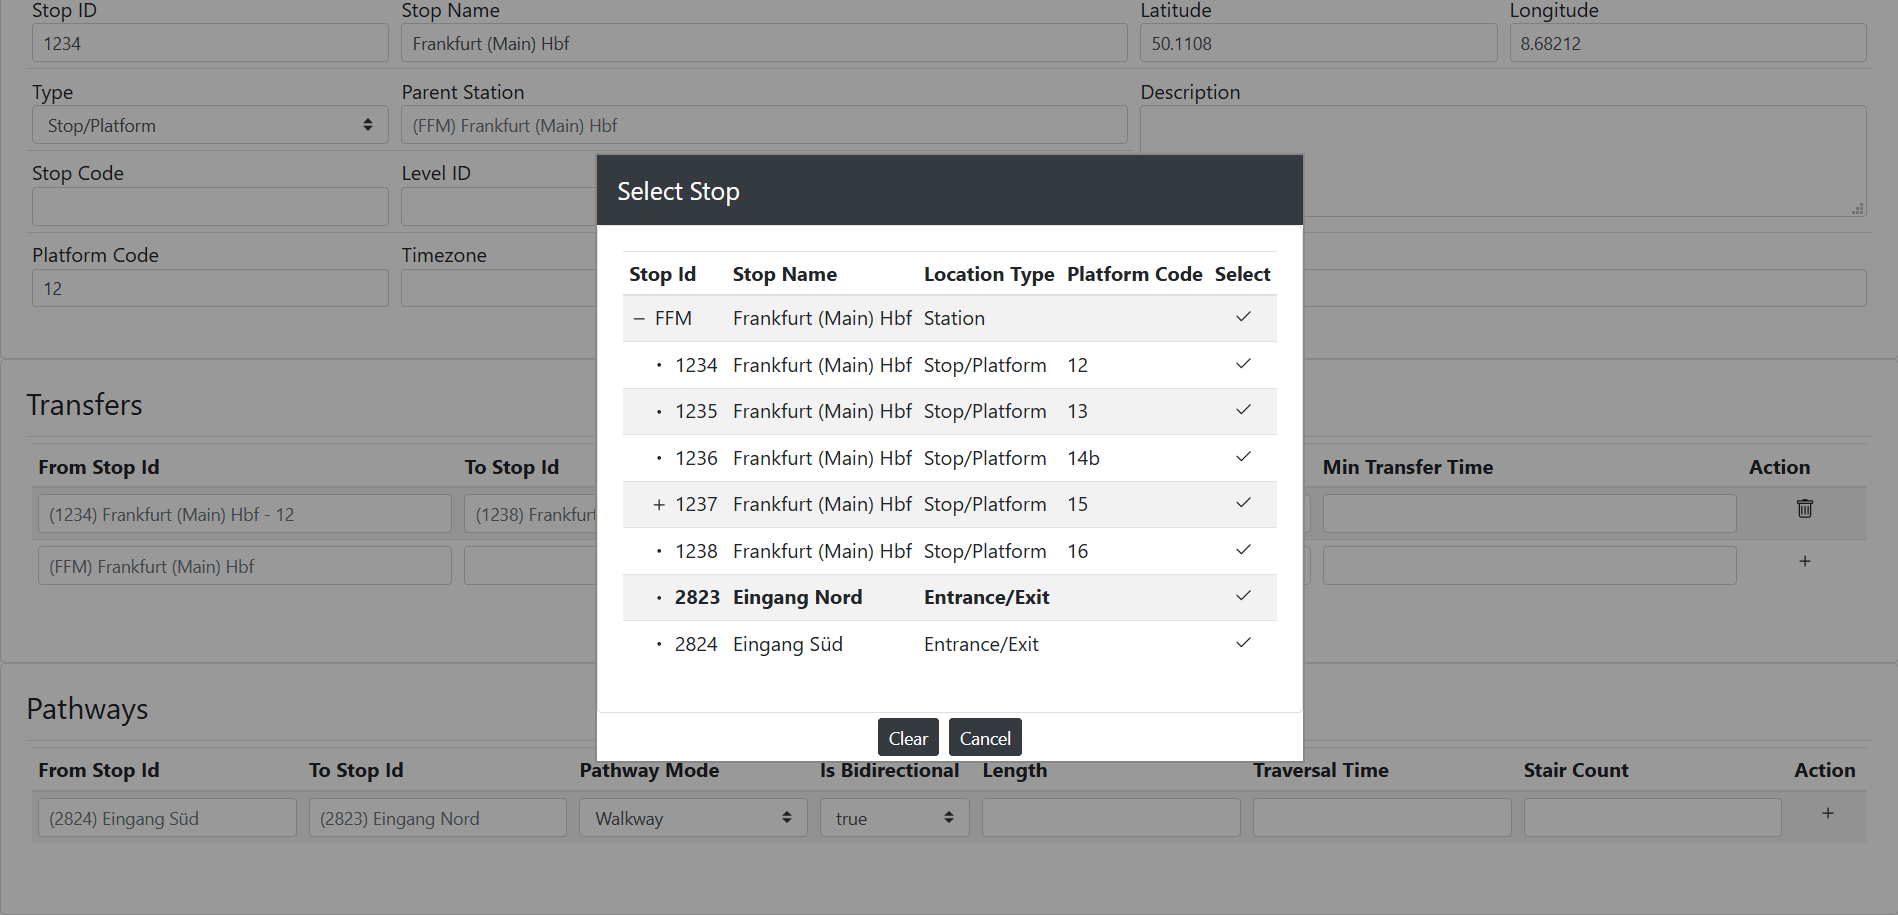 Stop ID Stop Name Latitude Longitude
1234 Frankfurt (Main) Hbf 50.1108 8.68212
Type Parent Station Description
Stop/Platform (FFM) Frankfurt (Main) Hbf
Stop Code Level ID
Platform Code Timezone
12
Select Stop
Stop Id Stop Name Location Type Platform Code Select
− FFM Frankfurt (Main) Hbf Station ✓
• 1234 Frankfurt (Main) Hbf Stop/Platform 12 ✓
• 1235 Frankfurt (Main) Hbf Stop/Platform 13 ✓
• 1236 Frankfurt (Main) Hbf Stop/Platform 14b ✓
+ 1237 Frankfurt (Main) Hbf Stop/Platform 15 ✓
• 1238 Frankfurt (Main) Hbf Stop/Platform 16 ✓
• 2823 Eingang Nord Entrance/Exit ✓
• 2824 Eingang Süd Entrance/Exit ✓
Clear Cancel
Transfers
From Stop Id To Stop Id Min Transfer Time Action
(1234) Frankfurt (Main) Hbf - 12 (1238) Frankfurt
(FFM) Frankfurt (Main) Hbf +
Pathways
From Stop Id To Stop Id Pathway Mode Is Bidirectional Length Traversal Time Stair Count Action
(2824) Eingang Süd (2823) Eingang Nord Walkway true +